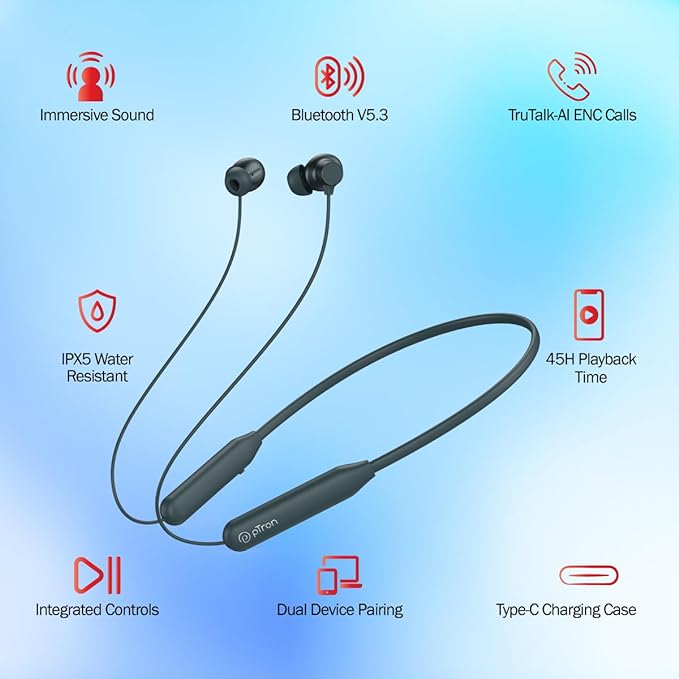 Immersive Sound
Bluetooth V5.3
TruTalk-AI ENC Calls
IPX5 Water
Resistant
45H Playback
Time
pTron
Integrated Controls
Dual Device Pairing
Type-C Charging Case